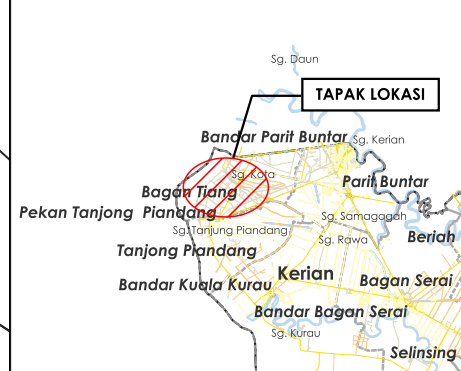 Sg. Daun
TAPAK LOKASI
Bandar Parit Buntar
Sg. Kerian
Sg. Kota
Bagan Tiang
Parit Buntar
Pekan Tanjong Piandang
Sg. Samagagah
Sg. Tanjung Piandang
Sg. Rawa
Beriah
Tanjong Piandang
Kerian
Bagan Serai
Bandar Kuala Kurau
Bandar Bagan Serai
Sg. Kurau
Selinsing